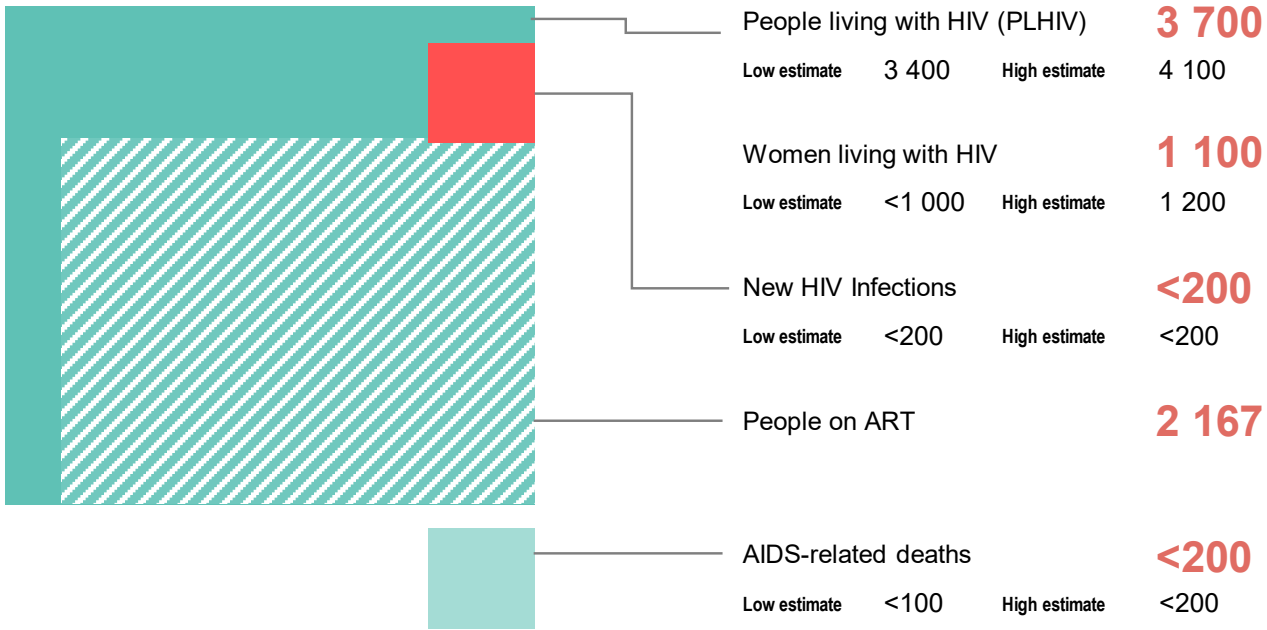 People living with HIV (PLHIV) 3 700
Low estimate 3 400 High estimate 4 100
Women living with HIV 1 100
Low estimate <1 000 High estimate 1 200
New HIV Infections <200
Low estimate <200 High estimate <200
People on ART 2 167
AIDS-related deaths <200
Low estimate <100 High estimate <200